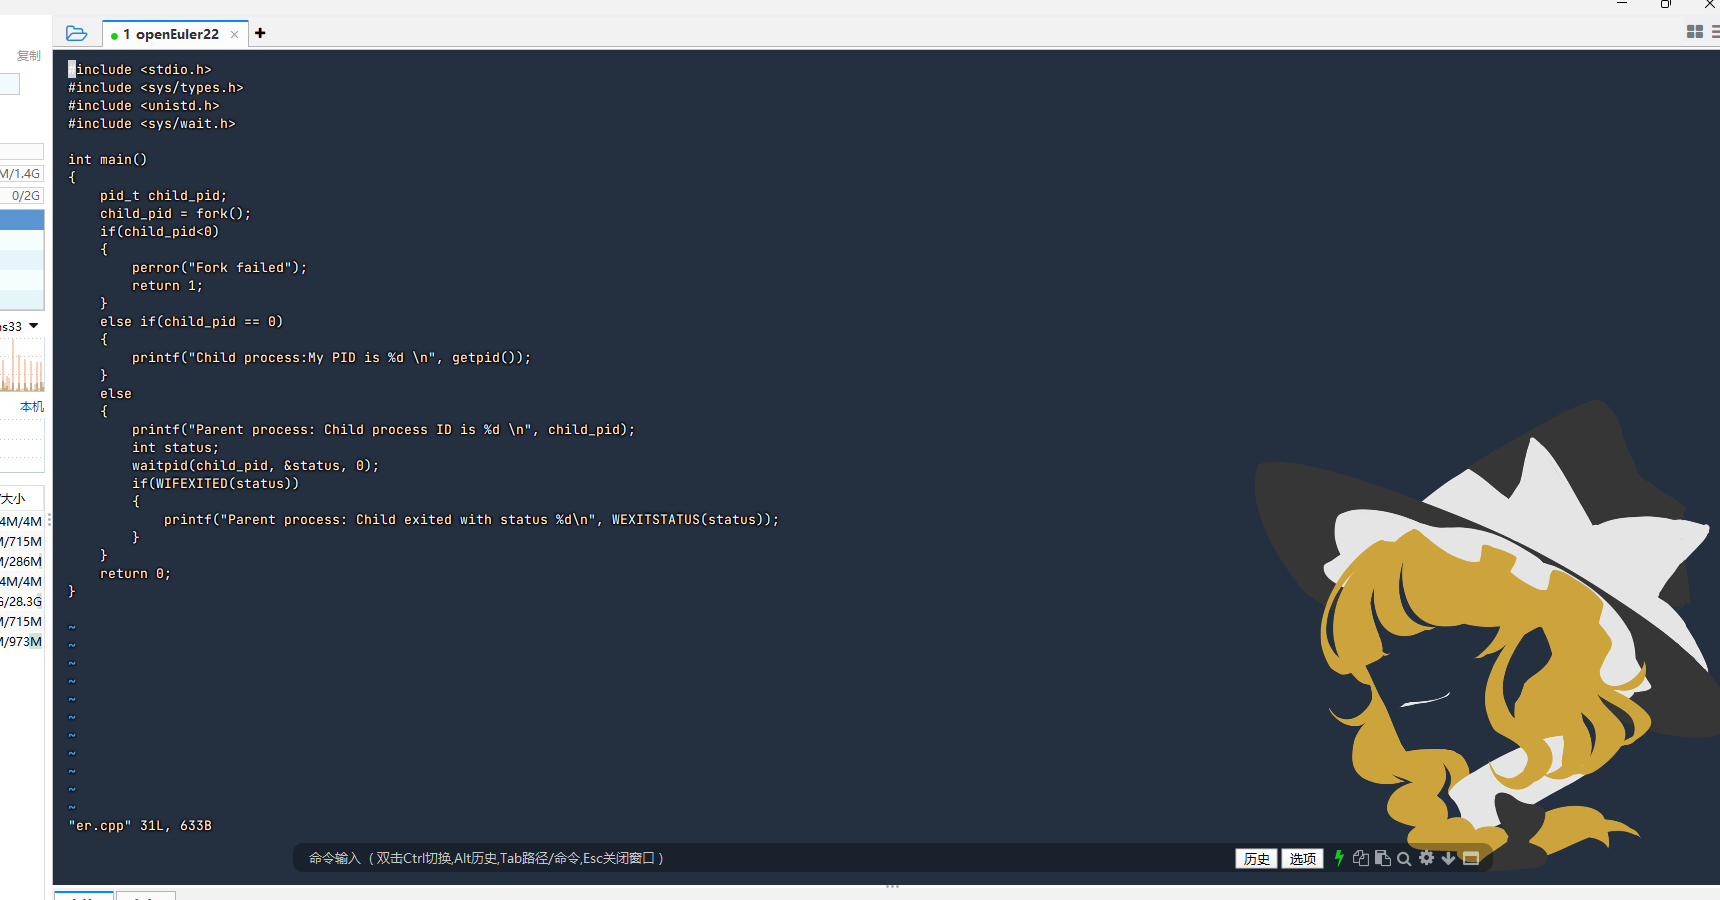 1 openEuler22
复制
M/1.4G
0/2G
s33
本机
大小
4M/4M
/715M
/286M
4M/4M
/28.3G
/715M
/973M
#include <stdio.h>
#include <sys/types.h>
#include <unistd.h>
#include <sys/wait.h>
int main()
{
    pid_t child_pid;
    child_pid = fork();
    if(child_pid<0)
    {
        perror("Fork failed");
        return 1;
    }
    else if(child_pid == 0)
    {
        printf("Child process:My PID is %d \n", getpid());
    }
    else
    {
        printf("Parent process: Child process ID is %d \n", child_pid);
        int status;
        waitpid(child_pid, &status, 0);
        if(WIFEXITED(status))
        {
            printf("Parent process: Child exited with status %d\n", WEXITSTATUS(status));
        }
    }
    return 0;
}
~
~
~
~
~
~
~
~
~
~
~
"er.cpp" 31L, 633B
命令输入（双击Ctrl切换,Alt历史,Tab路径/命令,Esc关闭窗口）
历史
选项